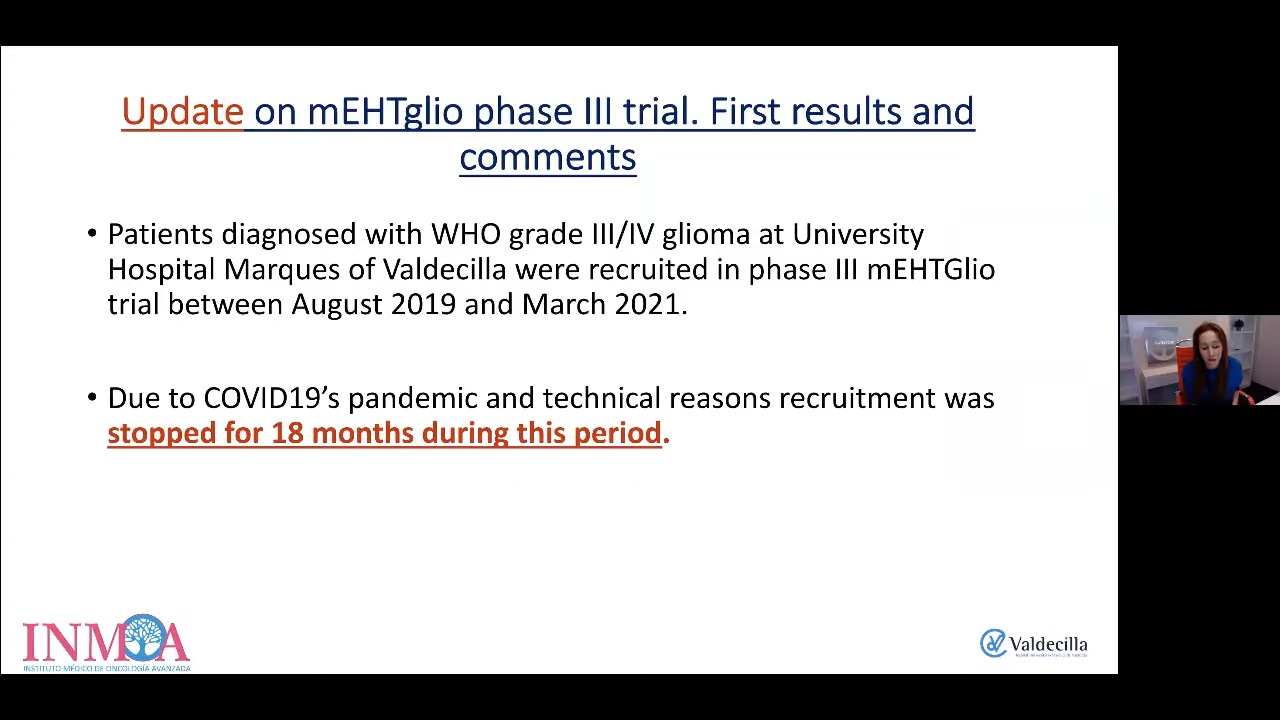 Update on mEHTglio phase III trial. First results and
comments
• Patients diagnosed with WHO grade III/IV glioma at University
Hospital Marques of Valdecilla were recruited in phase III mEHTGlio
trial between August 2019 and March 2021.
• Due to COVID19’s pandemic and technical reasons recruitment was
stopped for 18 months during this period.
INMOA
INSTITUTO MÉDICO DE ONCOLOGÍA AVANZADA
Valdecilla